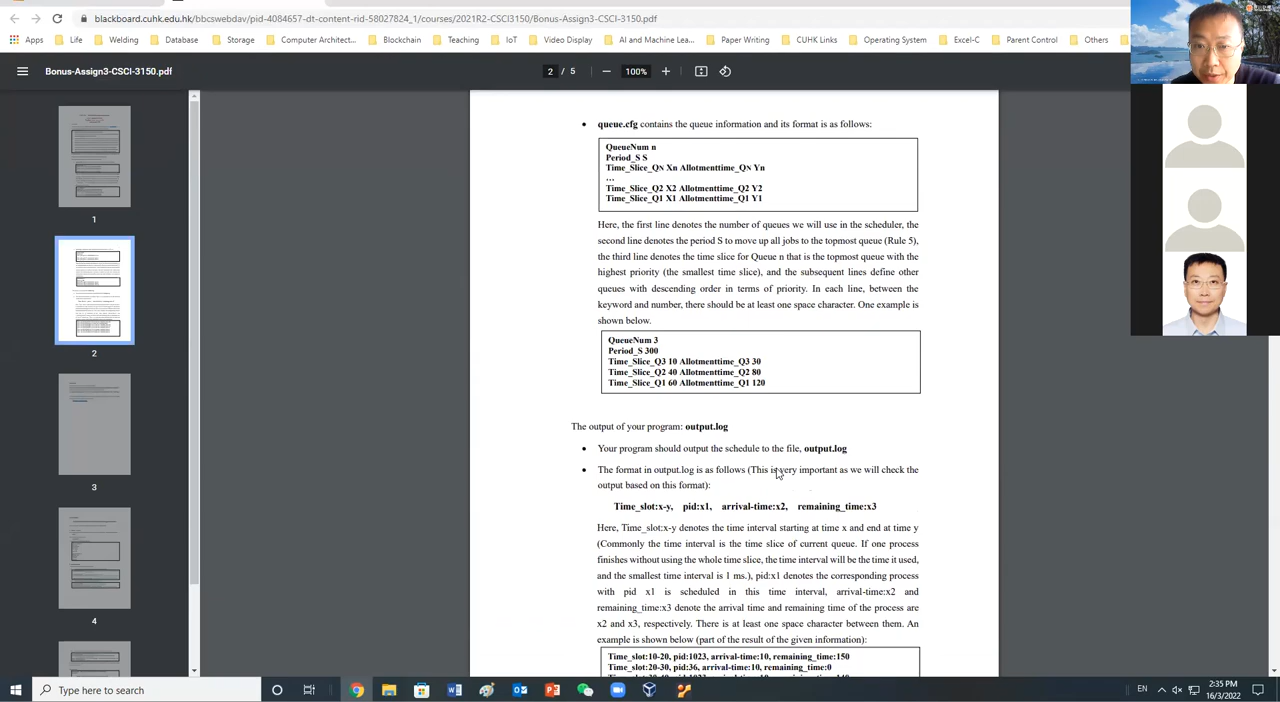 blackboard.cuhk.edu.hk/bbcswebdav/pid-4084657-dt-content-rid-58027824_1/courses/2021R2-CSCI3150/Bonus-Assign3-CSCI-3150.pdf
Apps Life Welding Database Storage Computer Architect... Blockchain Teaching IoT Video Display AI and Machine Lea... Paper Writing CUHK Links Operating System Excel-C Parent Control Others
Bonus-Assign3-CSCI-3150.pdf 2 / 5 100%
1
2
3
4
• queue.cfg contains the queue information and its format is as follows:
QueueNum n
Period_S S
Time_Slice_QN Xn Allotmenttime_QN Yn
...
Time_Slice_Q2 X2 Allotmenttime_Q2 Y2
Time_Slice_Q1 X1 Allotmenttime_Q1 Y1
Here, the first line denotes the number of queues we will use in the scheduler, the
second line denotes the period S to move up all jobs to the topmost queue (Rule 5),
the third line denotes the time slice for Queue n that is the topmost queue with the
highest priority (the smallest time slice), and the subsequent lines define other
queues with descending order in terms of priority. In each line, between the
keyword and number, there should be at least one space character. One example is
shown below.
QueueNum 3
Period_S 300
Time_Slice_Q3 10 Allotmenttime_Q3 30
Time_Slice_Q2 40 Allotmenttime_Q2 80
Time_Slice_Q1 60 Allotmenttime_Q1 120
The output of your program: output.log
• Your program should output the schedule to the file, output.log
• The format in output.log is as follows (This is very important as we will check the
output based on this format):
Time_slot:x-y, pid:x1, arrival-time:x2, remaining_time:x3
Here, Time_slot:x-y denotes the time interval starting at time x and end at time y
(Commonly the time interval is the time slice of current queue. If one process
finishes without using the whole time slice, the time interval will be the time it used,
and the smallest time interval is 1 ms.), pid:x1 denotes the corresponding process
with pid x1 is scheduled in this time interval, arrival-time:x2 and
remaining_time:x3 denote the arrival time and remaining time of the process are
x2 and x3, respectively. There is at least one space character between them. An
example is shown below (part of the result of the given information):
Time_slot:10-20, pid:1023, arrival-time:10, remaining_time:150
Time_slot:20-30, pid:36, arrival-time:10, remaining_time:0
Type here to search
EN 2:35 PM
16/3/2022